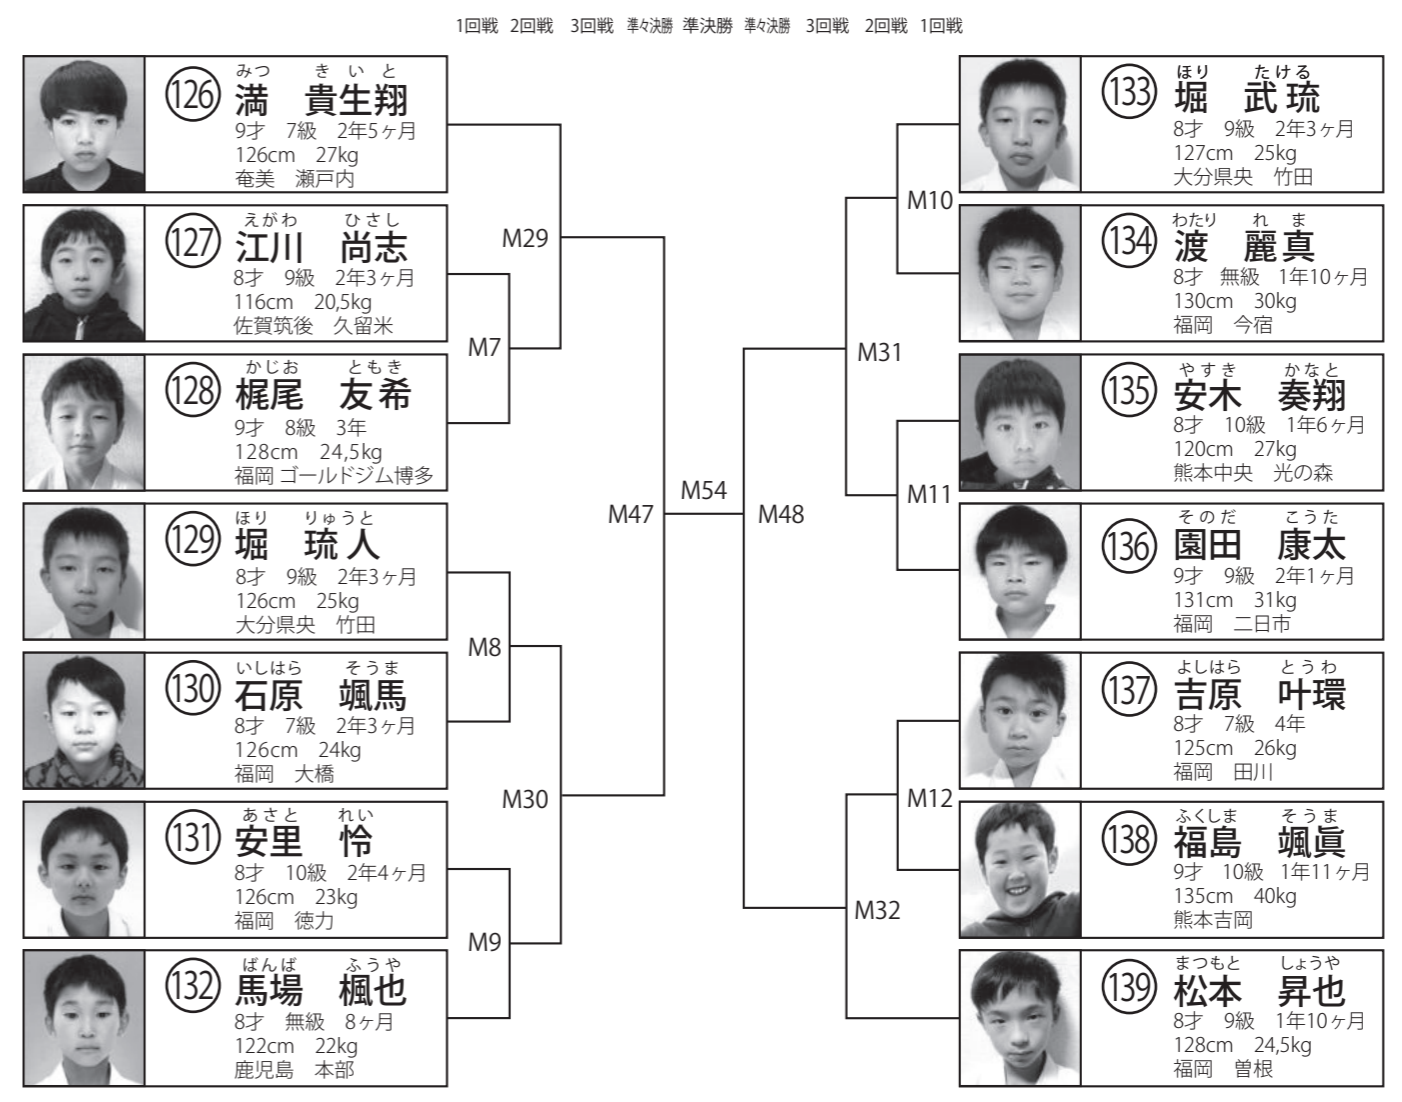 1回戦 2回戦 3回戦 準々決勝 準決勝 準々決勝 3回戦 2回戦 1回戦
126
みつ きいと
満 貴生翔
9才 7級 2年5ヶ月
126cm 27kg
奄美 瀬戸内
127
えがわ ひさし
江川 尚志
8才 9級 2年3ヶ月
116cm 20,5kg
佐賀筑後 久留米
128
かじお ともき
梶尾 友希
9才 8級 3年
128cm 24,5kg
福岡 ゴールドジム博多
129
ほり りゅうと
堀 琉人
8才 9級 2年3ヶ月
126cm 25kg
大分県央 竹田
130
いしはら そうま
石原 颯馬
8才 7級 2年3ヶ月
126cm 24kg
福岡 大橋
131
あさと れい
安里 怜
8才 10級 2年4ヶ月
126cm 23kg
福岡 徳力
132
ばんば ふうや
馬場 楓也
8才 無級 8ヶ月
122cm 22kg
鹿児島 本部
M29
M7
M8
M30
M9
M47
M54
M48
M10
M31
M11
M12
M32
133
ほり たける
堀 武琉
8才 9級 2年3ヶ月
127cm 25kg
大分県央 竹田
134
わたり れま
渡 麗真
8才 無級 1年10ヶ月
130cm 30kg
福岡 今宿
135
やすき かなと
安木 奏翔
8才 10級 1年6ヶ月
120cm 27kg
熊本中央 光の森
136
そのだ こうた
園田 康太
9才 9級 2年1ヶ月
131cm 31kg
福岡 二日市
137
よしはら とうわ
吉原 叶環
8才 7級 4年
125cm 26kg
福岡 田川
138
ふくしま そうま
福島 颯眞
9才 10級 1年11ヶ月
135cm 40kg
熊本吉岡
139
まつもと しょうや
松本 昇也
8才 9級 1年10ヶ月
128cm 24,5kg
福岡 曽根